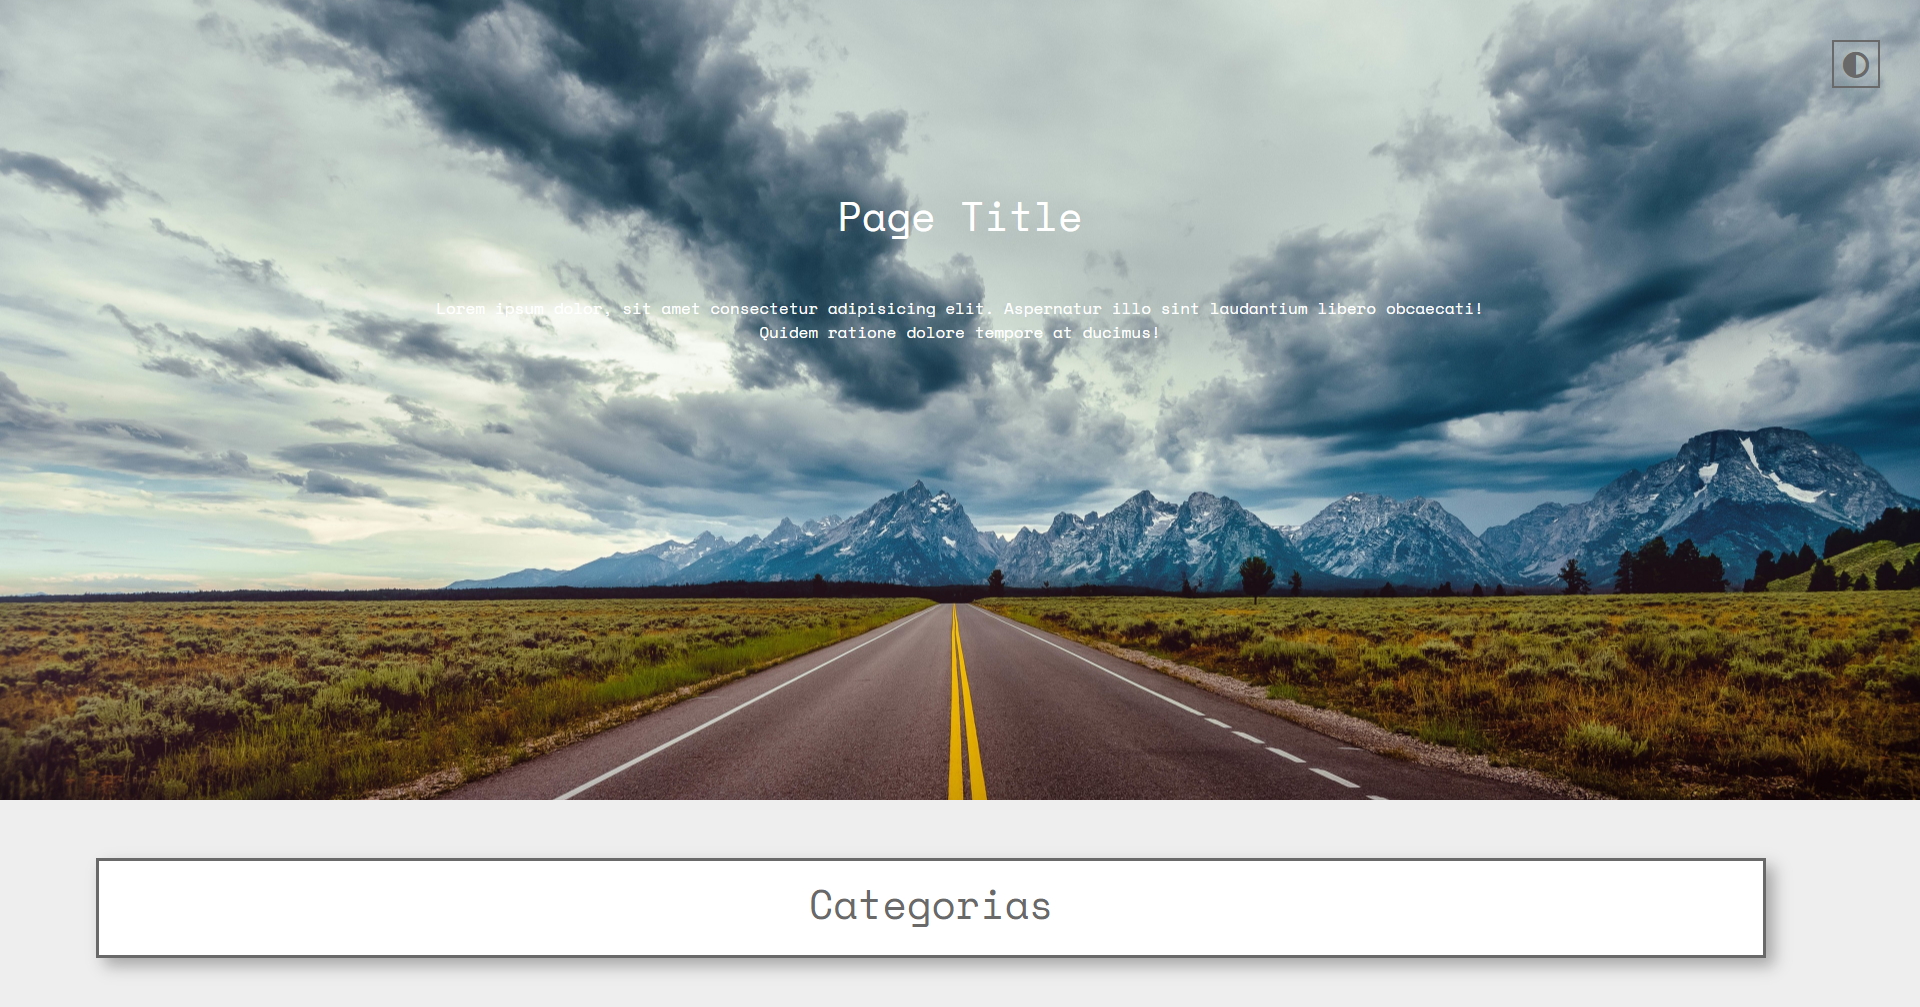 Page Title
Lorem ipsum dolor, sit amet consectetur adipisicing elit. Aspernatur illo sint laudantium libero obcaecati!
Quidem ratione dolore tempore at ducimus!
Categorias